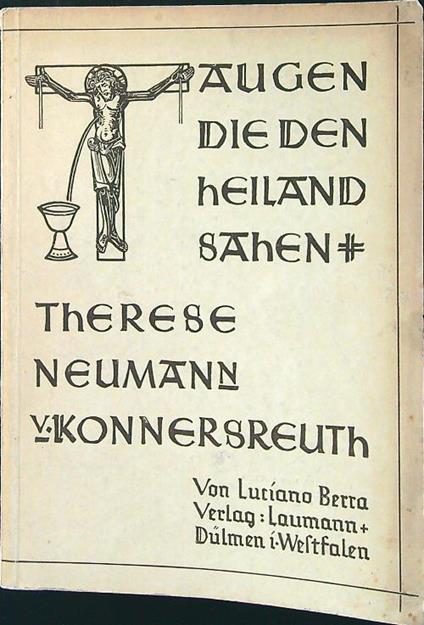 AUGEN
DIE DEN
HEILAND
SAHEN
THERESE
NEUMANN
v. KONNERSREUTH
Von Luciano Berra
Verlag: Laumann +
Dülmen i. Westfalen